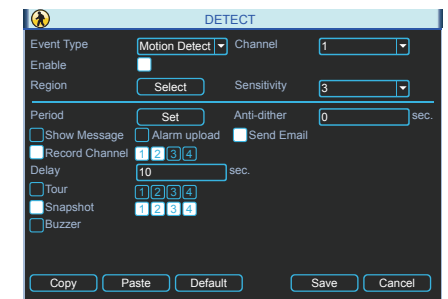 DETECT
Event Type Motion Detect Channel 1
Enable
Region Select Sensitivity 3
Period Set Anti-dither 0 sec.
Show Message Alarm upload Send Email
Record Channel 1 2 3 4
Delay 10 sec.
Tour 1 2 3 4
Snapshot 1 2 3 4
Buzzer
Copy Paste Default Save Cancel